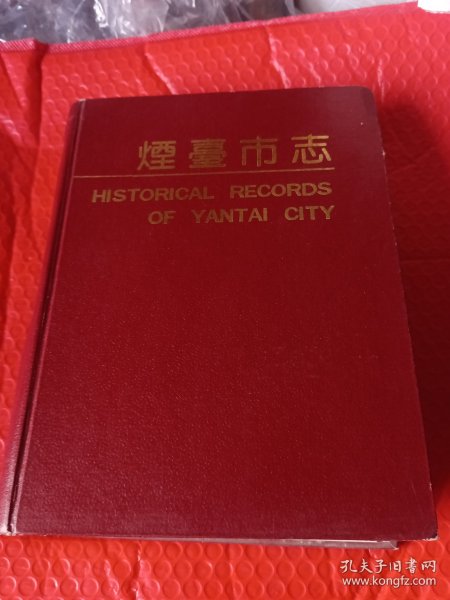 煙臺市志
HISTORICAL RECORDS
OF YANTAI CITY
孔夫子旧书网
www.kongfz.com